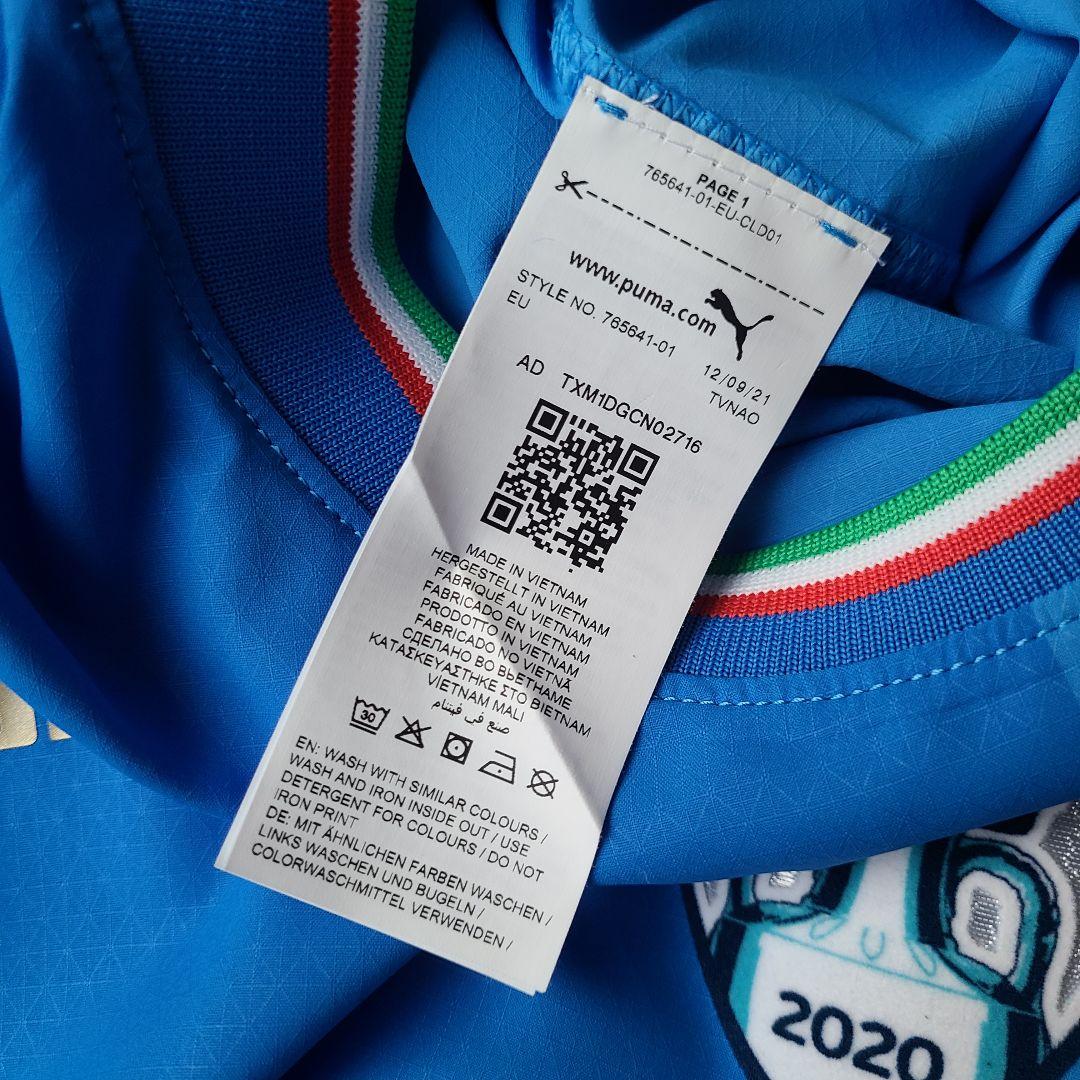 PAGE 1
765641-01-EU-CLD01
www.puma.com
STYLE NO. 765641-01
EU
12/09/21
TVNAO
AD TXM1DGCN02716
MADE IN VIETNAM
HERGESTELLT IN VIETNAM
FABRIQUÉ AU VIETNAM
FABRICADO EN VIETNAM
PRODOTTO IN VIETNAM
FABRICADO NO VIETNÃ
СДЕЛАНО ВО ВЬЕТНАМЕ
ΚΑΤΑΣΚΕΥΑΣΤΗΚΕ ΣΤΟ ΒΙΕΤΝΑΜ
VIETNAM MALI
صنع في فيتنام
30
EN: WASH WITH SIMILAR COLOURS /
WASH AND IRON INSIDE OUT / USE
DETERGENT FOR COLOURS / DO NOT
IRON PRINT
DE: MIT ÄHNLICHEN FARBEN WASCHEN /
LINKS WASCHEN UND BUGELN /
COLORWASCHMITTEL VERWENDEN /
2020